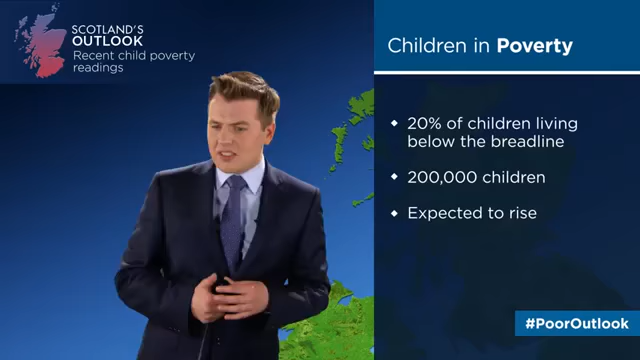 SCOTLAND'S
OUTLOOK
Recent child poverty
readings
Children in Poverty
20% of children living
below the breadline
200,000 children
Expected to rise
#PoorOutlook